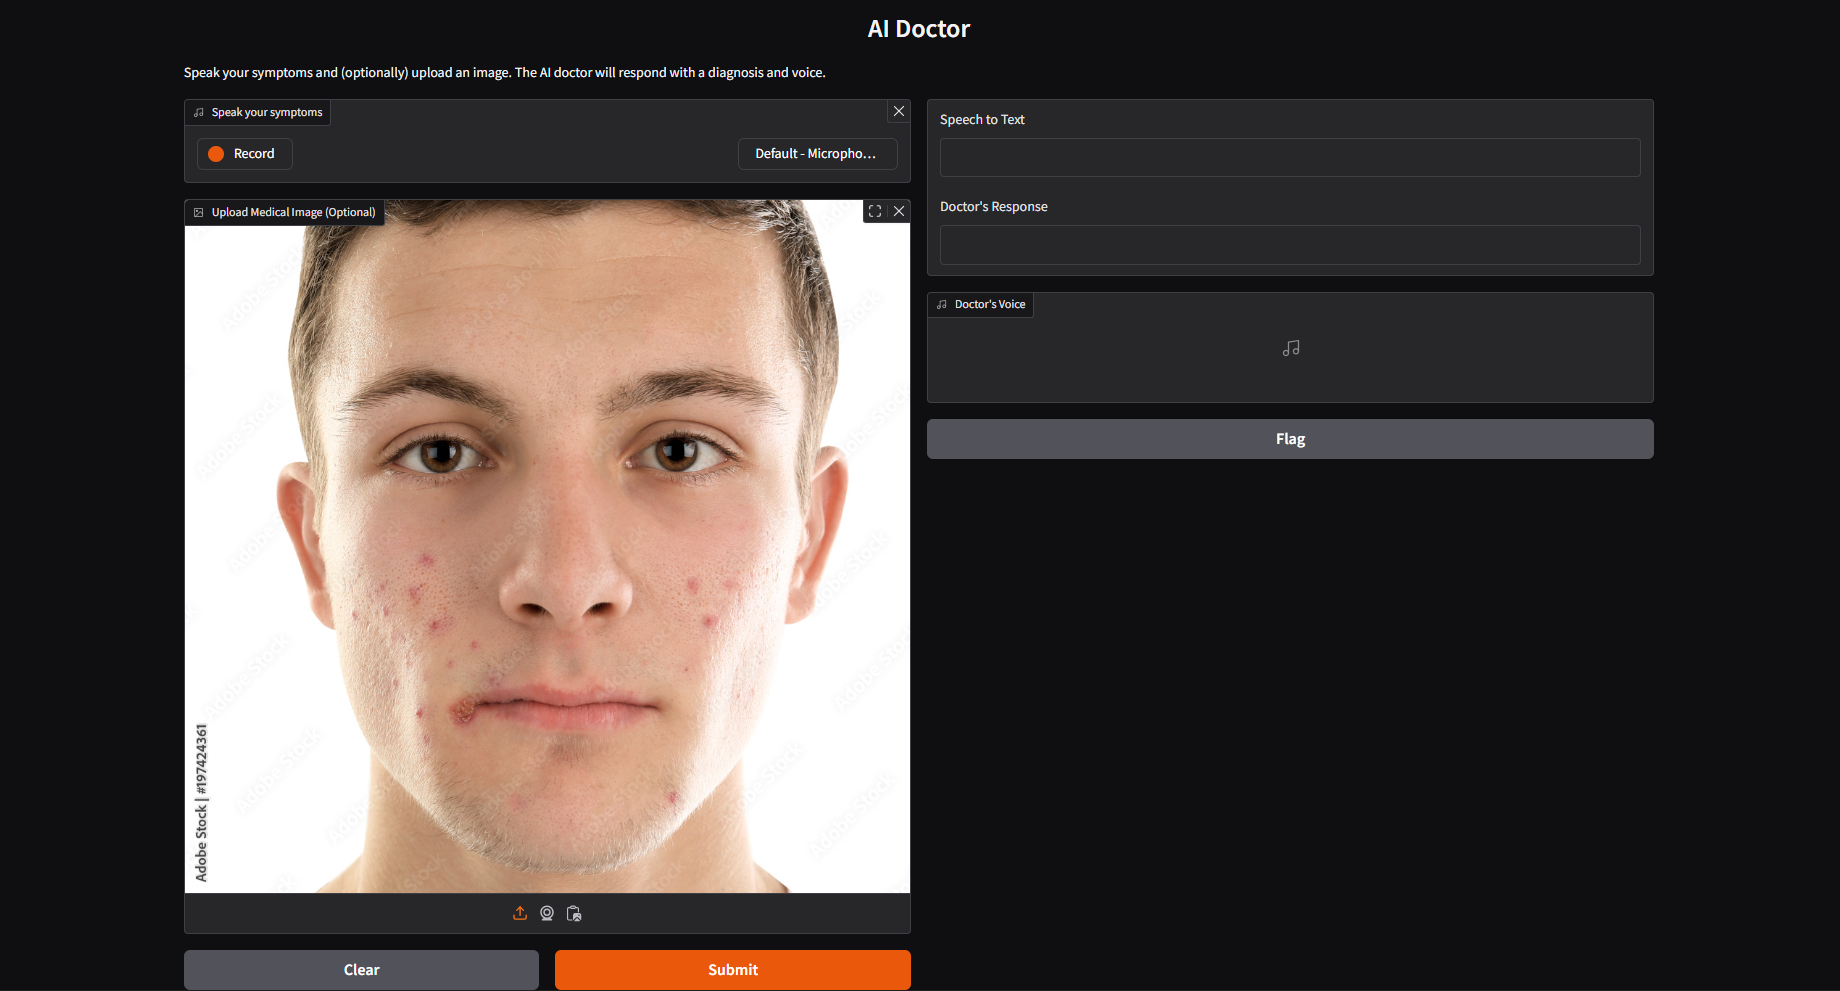 AI Doctor
Speak your symptoms and (optionally) upload an image. The AI doctor will respond with a diagnosis and voice.
Speak your symptoms
Record
Default - Micropho…
Upload Medical Image (Optional)
Adobe Stock | #197424361
Clear
Submit
Speech to Text
Doctor's Response
Doctor's Voice
Flag